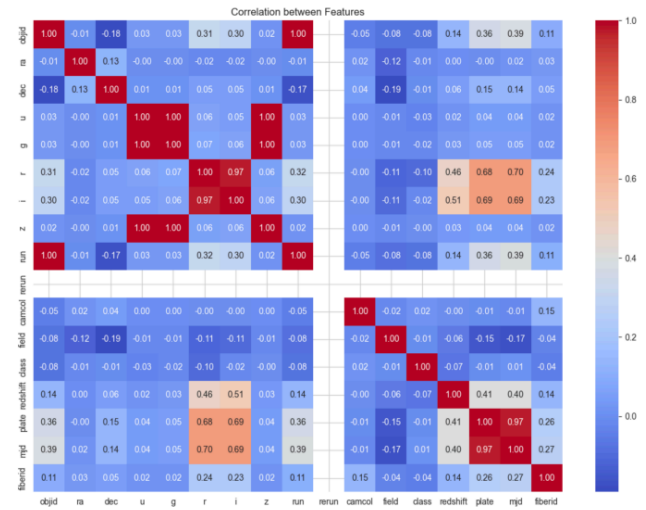 Correlation between Features
objid 1.00 -0.01 -0.18 0.03 0.03 0.31 0.30 0.02 1.00 -0.05 -0.08 -0.08 0.14 0.36 0.39 0.11
ra -0.01 1.00 0.13 -0.00 -0.00 -0.02 -0.02 -0.00 -0.01 0.02 -0.12 -0.01 0.00 -0.00 0.02 0.03
dec -0.18 0.13 1.00 0.01 0.01 0.05 0.05 0.01 -0.17 0.04 -0.19 -0.01 0.06 0.15 0.14 0.05
u 0.03 -0.00 0.01 1.00 1.00 0.06 0.05 1.00 0.03 0.00 -0.01 -0.03 0.02 0.04 0.04 0.02
g 0.03 -0.00 0.01 1.00 1.00 0.07 0.06 1.00 0.03 0.00 -0.01 -0.02 0.03 0.05 0.05 0.02
r 0.31 -0.02 0.05 0.06 0.07 1.00 0.97 0.06 0.32 -0.00 -0.11 -0.10 0.46 0.68 0.70 0.24
i 0.30 -0.02 0.05 0.05 0.06 0.97 1.00 0.06 0.30 -0.00 -0.11 -0.02 0.51 0.69 0.69 0.23
z 0.02 -0.00 0.01 1.00 1.00 0.06 0.06 1.00 0.02 0.00 -0.01 -0.00 0.03 0.04 0.04 0.02
run 1.00 -0.01 -0.17 0.03 0.03 0.32 0.30 0.02 1.00 -0.05 -0.08 -0.08 0.14 0.36 0.39 0.11
rerun
camcol -0.05 0.02 0.04 0.00 0.00 -0.00 -0.00 0.00 -0.05 1.00 -0.02 0.02 -0.00 -0.02 -0.02 0.15
field -0.08 -0.12 -0.19 -0.01 -0.01 -0.11 -0.11 -0.01 -0.08 -0.02 1.00 -0.01 -0.06 -0.15 -0.17 -0.04
class -0.08 -0.01 -0.01 -0.03 -0.02 -0.10 -0.02 -0.00 -0.08 0.02 -0.01 1.00 -0.07 -0.01 0.01 -0.04
redshift 0.14 0.00 0.06 0.02 0.03 0.46 0.51 0.03 0.14 -0.00 -0.06 -0.07 1.00 0.41 0.40 0.14
plate 0.36 -0.00 0.15 0.04 0.05 0.68 0.69 0.04 0.36 -0.02 -0.15 -0.01 0.41 1.00 0.97 0.26
mjd 0.39 0.02 0.14 0.04 0.05 0.70 0.69 0.04 0.39 -0.02 -0.17 0.01 0.40 0.97 1.00 0.27
fiberid 0.11 0.03 0.05 0.02 0.02 0.24 0.23 0.02 0.11 0.15 -0.04 -0.04 0.14 0.26 0.27 1.00
objid ra dec u g r i z run rerun camcol field class redshift plate mjd fiberid
1.0
0.8
0.6
0.4
0.2
0.0